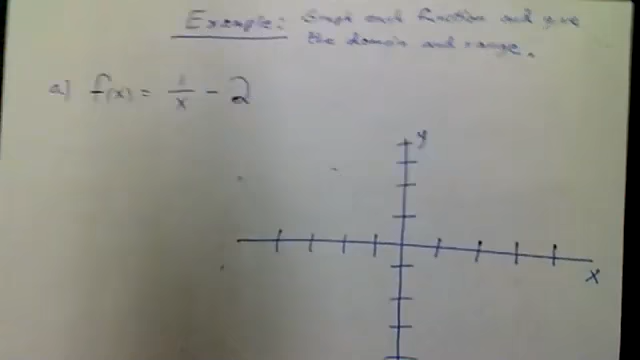 Example: Graph each function and give
the domain and range.
a) f(x) = 1/x - 2
y
x